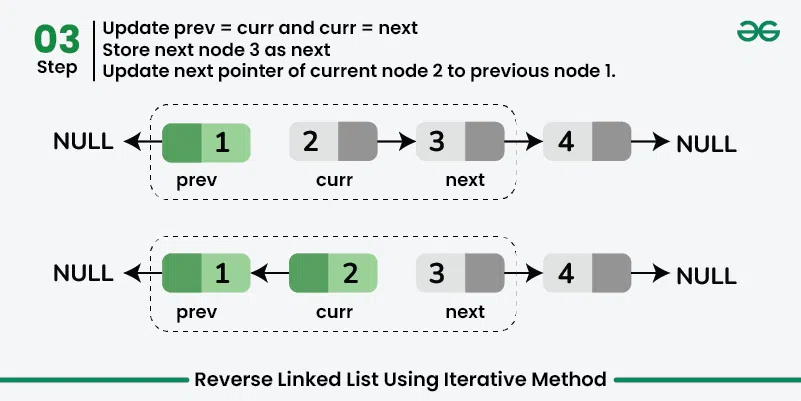 03
Step
Update prev = curr and curr = next
Store next node 3 as next
Update next pointer of current node 2 to previous node 1.
NULL 1 2 3 4 NULL
prev curr next
NULL 1 2 3 4 NULL
prev curr next
Reverse Linked List Using Iterative Method